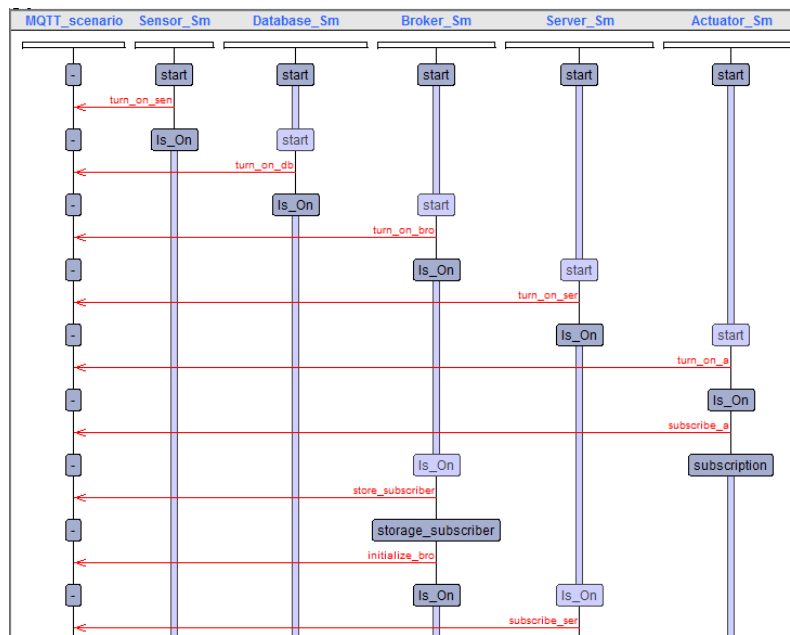 MQTT_scenario Sensor_Sm Database_Sm Broker_Sm Server_Sm Actuator_Sm
- start start start start start
turn_on_sen
- Is_On start
turn_on_db
- Is_On start
turn_on_bro
- Is_On start
turn_on_ser
- Is_On start
turn_on_a
- Is_On
subscribe_a
- Is_On subscription
store_subscriber
- storage_subscriber
initialize_bro
- Is_On Is_On
subscribe_ser